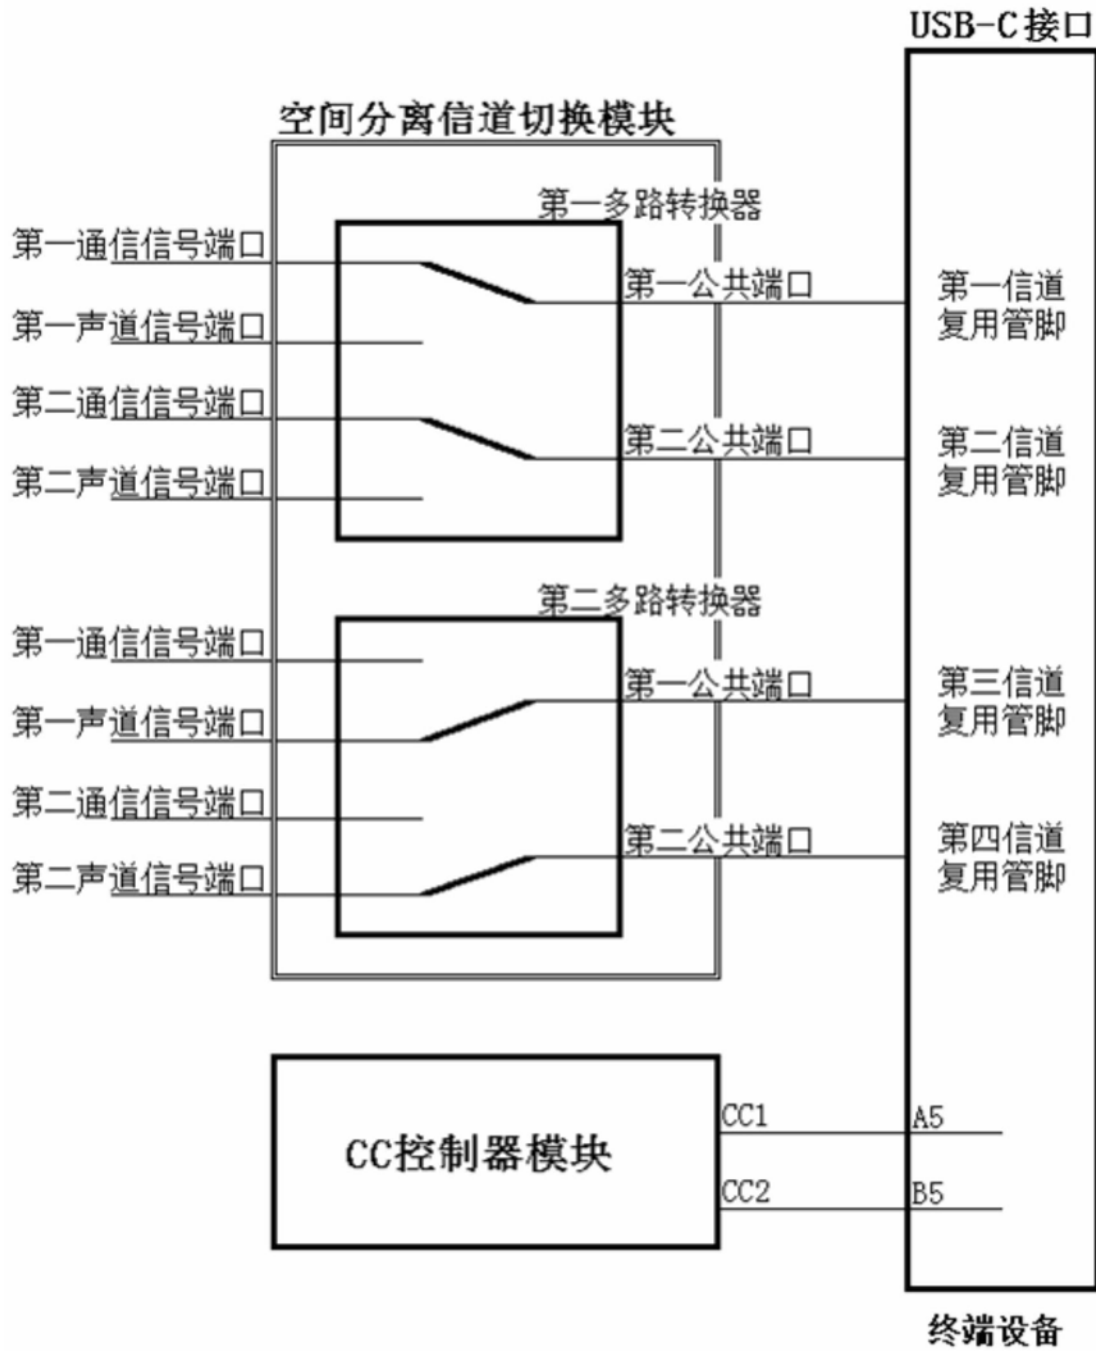 USB-C接口
空间分离信道切换模块
第一多路转换器
第一通信信号端口
第一公共端口
第一信道
复用管脚
第一声道信号端口
第二通信信号端口
第二公共端口
第二信道
复用管脚
第二声道信号端口
第二多路转换器
第一通信信号端口
第一公共端口
第三信道
复用管脚
第一声道信号端口
第二通信信号端口
第二公共端口
第四信道
复用管脚
第二声道信号端口
CC控制器模块
CC1
A5
CC2
B5
终端设备